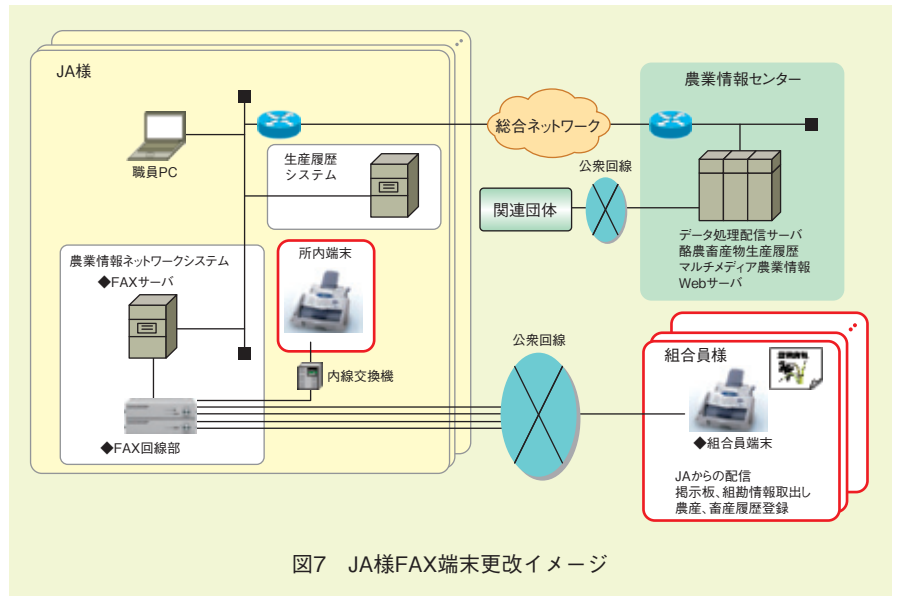 JA様
職員PC
生産履歴
システム
農業情報ネットワークシステム
◆FAXサーバ
所内端末
内線交換機
◆FAX回線部
総合ネットワーク
農業情報センター
公衆回線
関連団体
データ処理配信サーバ
酪農畜産物生産履歴
マルチメディア農業情報
Webサーバ
公衆回線
組合員様
◆組合員端末
JAからの配信
掲示板、組勘情報取出し
農産、畜産履歴登録
図7 JA様FAX端末更改イメージ